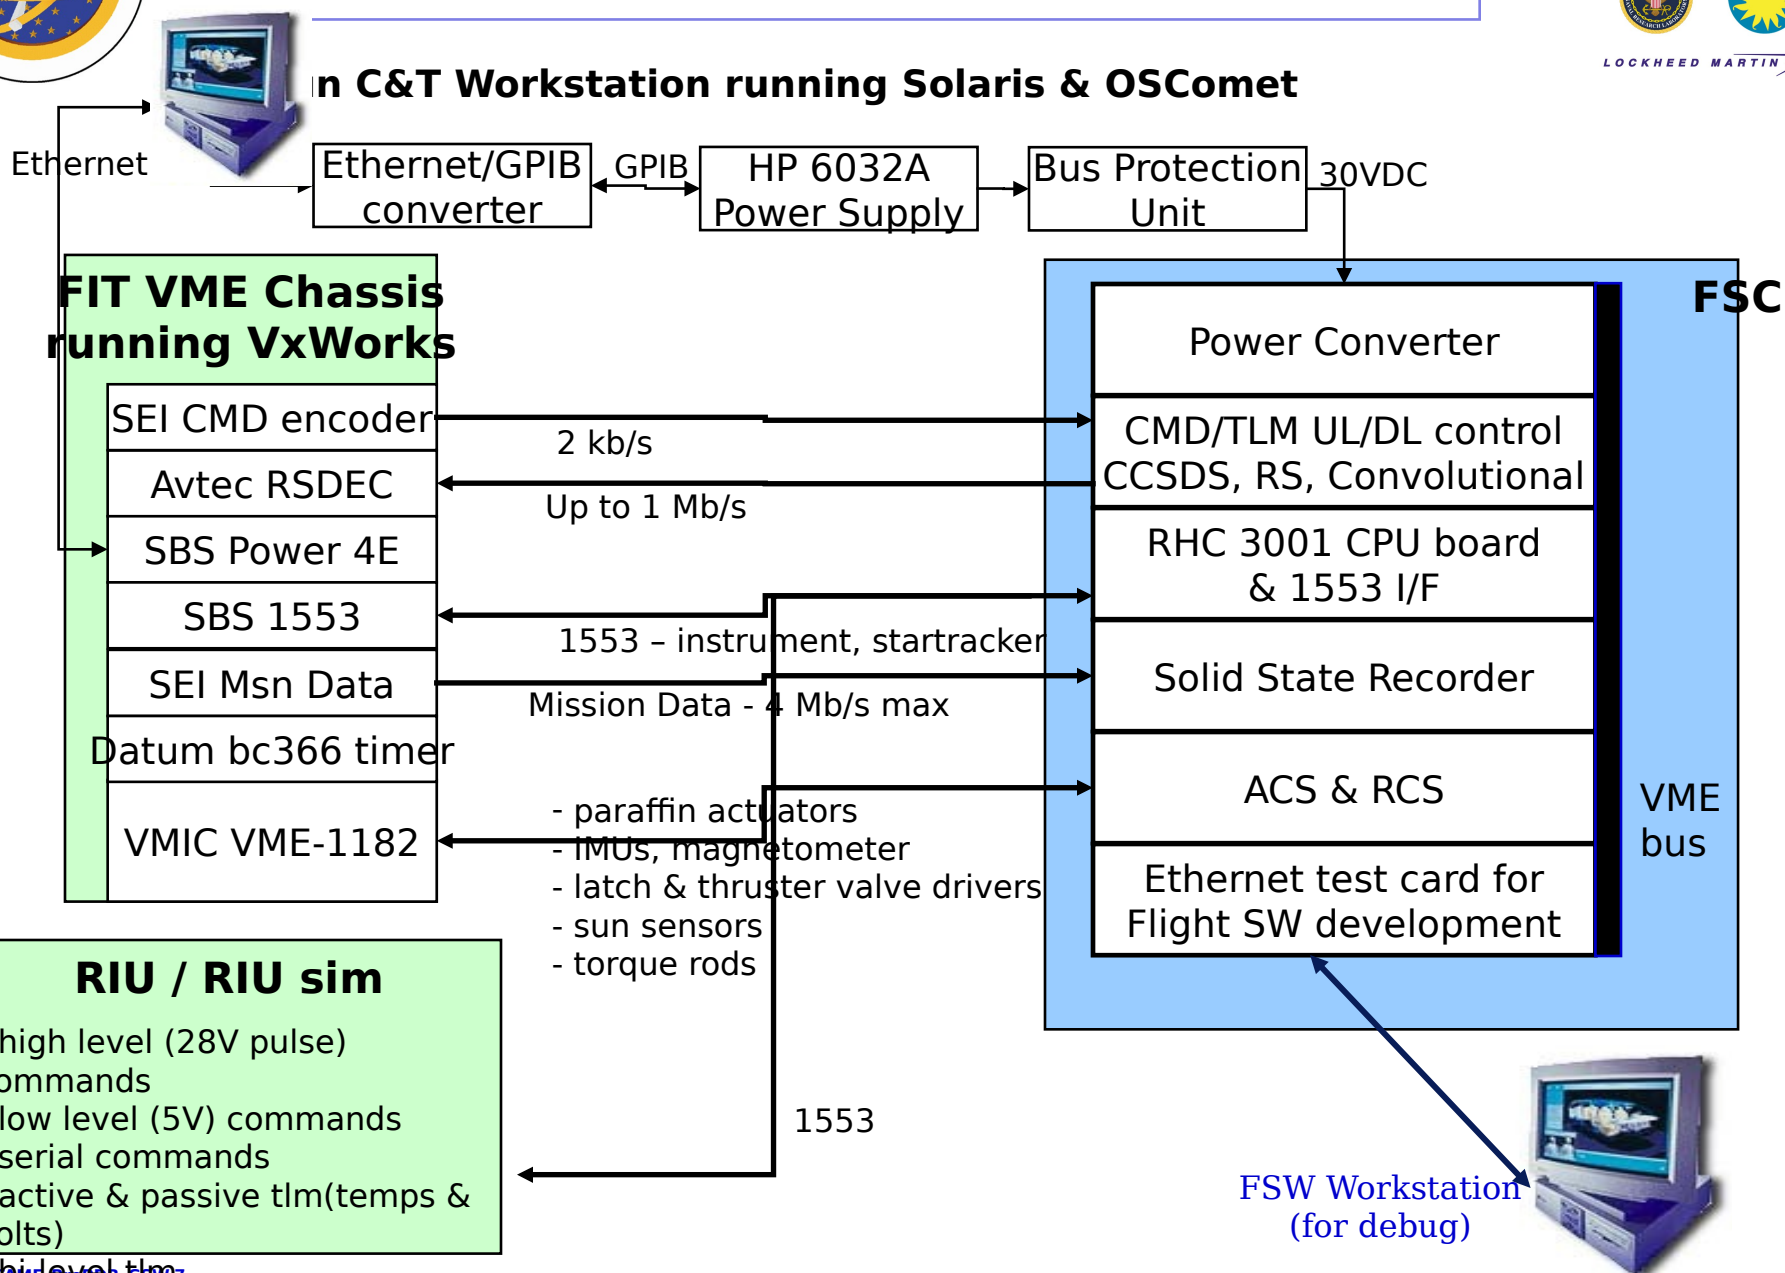 LOCKHEED MARTIN
n C&T Workstation running Solaris & OSComet
Ethernet
Ethernet/GPIB
converter
GPIB
HP 6032A
Power Supply
Bus Protection
Unit
30VDC
FIT VME Chassis
running VxWorks
SEI CMD encoder
Avtec RSDEC
SBS Power 4E
SBS 1553
SEI Msn Data
Datum bc366 timer
VMIC VME-1182
2 kb/s
Up to 1 Mb/s
1553 – instrument, startracker
Mission Data - 4 Mb/s max
- paraffin actuators
- IMUs, magnetometer
- latch & thruster valve drivers
- sun sensors
- torque rods
FSC
Power Converter
CMD/TLM UL/DL control
CCSDS, RS, Convolutional
RHC 3001 CPU board
& 1553 I/F
Solid State Recorder
ACS & RCS
Ethernet test card for
Flight SW development
VME
bus
RIU / RIU sim
high level (28V pulse)
ommands
low level (5V) commands
serial commands
active & passive tlm(temps &
olts)
bi-level tlm
1553
FSW Workstation
(for debug)